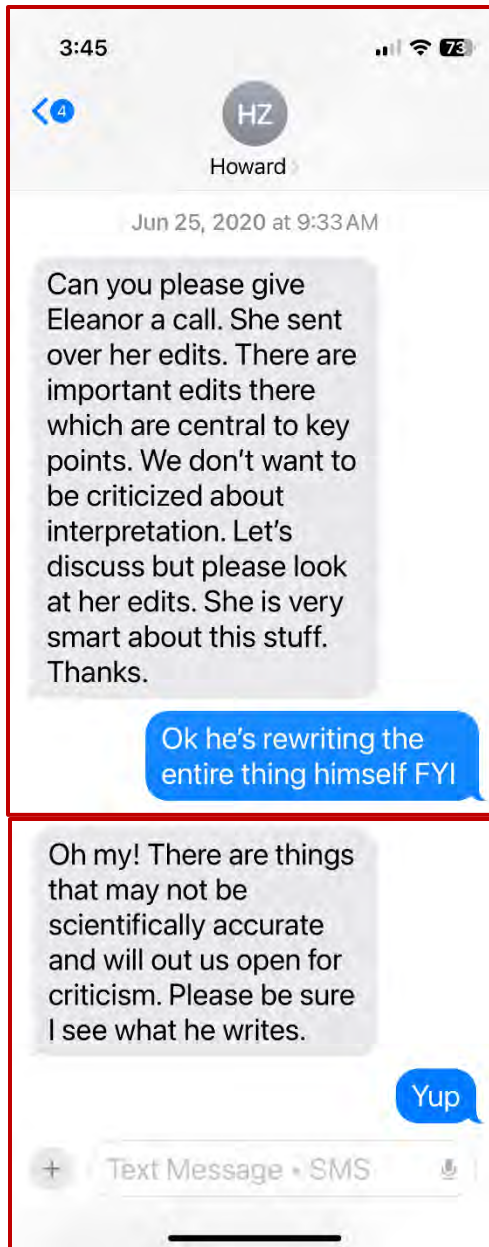 3:45
73
4
HZ
Howard
Jun 25, 2020 at 9:33 AM
Can you please give
Eleanor a call. She sent
over her edits. There are
important edits there
which are central to key
points. We don't want to
be criticized about
interpretation. Let's
discuss but please look
at her edits. She is very
smart about this stuff.
Thanks.
Ok he's rewriting the
entire thing himself FYI
Oh my! There are things
that may not be
scientifically accurate
and will out us open for
criticism. Please be sure
I see what he writes.
Yup
Text Message • SMS